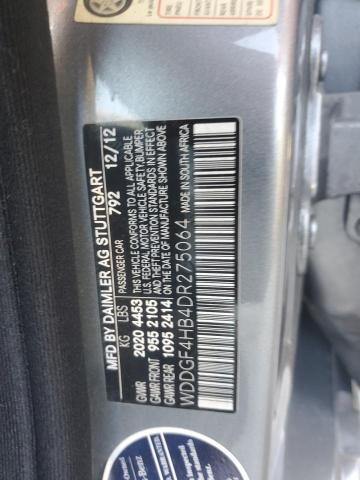 MFD BY DAIMLER AG STUTTGART
PASSENGER CAR 792 12/12
KG LBS
GVWR 2020 4453
GAWR FRONT 955 2105
GAWR REAR 1095 2414
THIS VEHICLE CONFORMS TO ALL APPLICABLE
U.S. FEDERAL MOTOR VEHICLE SAFETY, BUMPER,
AND THEFT PREVENTION STANDARDS IN EFFECT
ON THE DATE OF MANUFACTURE SHOWN ABOVE
MANUFACTURED IN SOUTH AFRICA
WDDGF4HB4DR275064